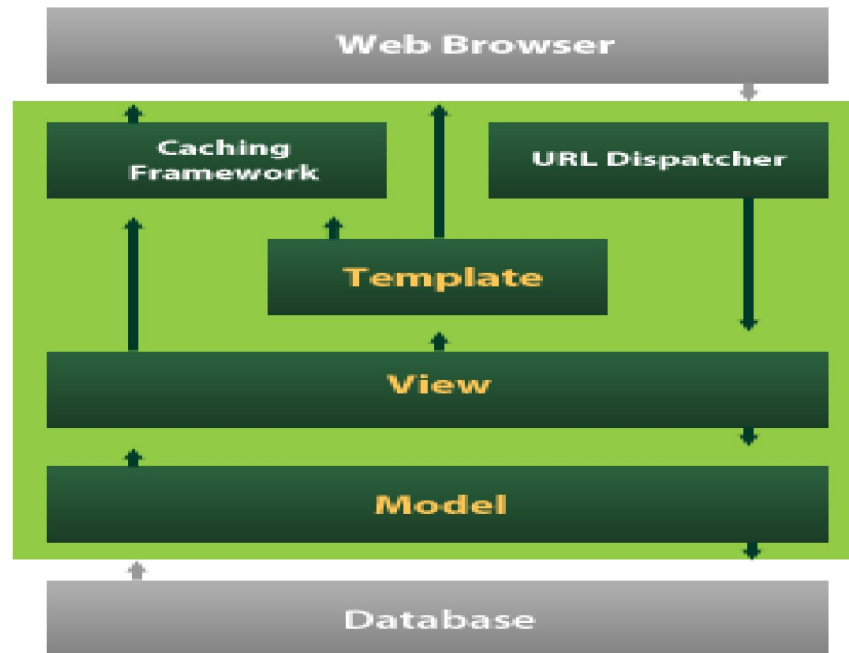 Web Browser
Caching
Framework
URL Dispatcher
Template
View
Model
Database